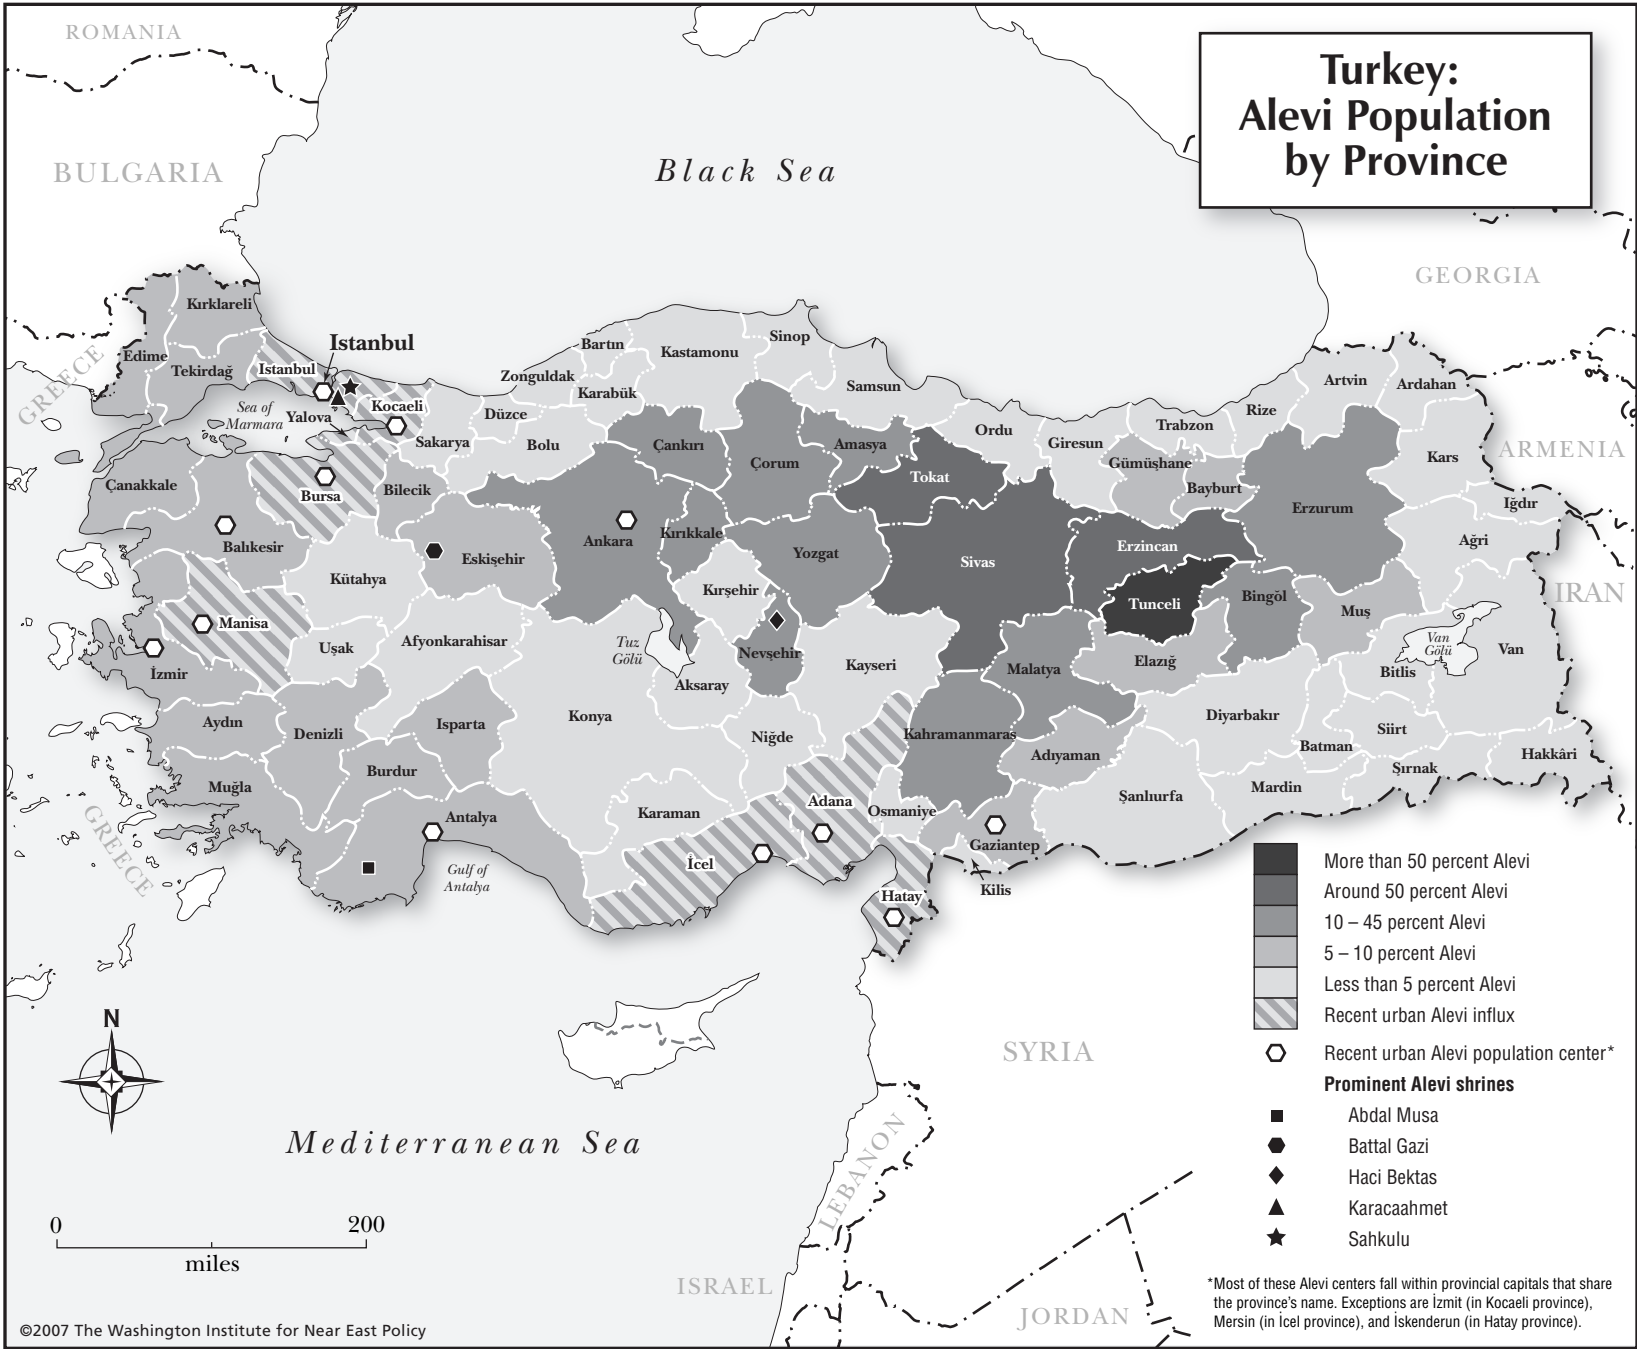 Turkey:
Alevi Population
by Province
ROMANIA
BULGARIA
Black Sea
GEORGIA
GREECE
ARMENIA
IRAN
Kırklareli
Edime
Tekirdağ
Istanbul
Istanbul
Sea of
Marmara
Yalova
Kocaeli
Sakarya
Düzce
Bolu
Zonguldak
Bartın
Karabük
Kastamonu
Sinop
Samsun
Çankırı
Çorum
Amasya
Tokat
Ordu
Giresun
Trabzon
Rize
Artvin
Ardahan
Gümüşhane
Bayburt
Kars
Iğdır
Ağri
Erzurum
Çanakkale
Bursa
Bilecik
Balıkesir
Eskişehir
Ankara
Kırıkkale
Yozgat
Sivas
Erzincan
Tunceli
Bingöl
Muş
Kütahya
Kırşehir
Manisa
Uşak
Afyonkarahisar
Tuz
Gölü
Nevşehir
Kayseri
Malatya
Elazığ
Van
Gölü
Van
Bitlis
İzmir
Aksaray
Aydın
Denizli
Isparta
Konya
Niğde
Kahramanmaras
Adıyaman
Diyarbakır
Batman
Siirt
Şırnak
Hakkâri
Muğla
Burdur
Antalya
Karaman
Adana
Osmaniye
Şanlıurfa
Mardin
Gaziantep
İcel
Gulf of
Antalya
Hatay
Kilis
GREECE
More than 50 percent Alevi
Around 50 percent Alevi
10 – 45 percent Alevi
5 – 10 percent Alevi
Less than 5 percent Alevi
Recent urban Alevi influx
Recent urban Alevi population center*
Prominent Alevi shrines
Abdal Musa
Battal Gazi
Haci Bektas
Karacaahmet
Sahkulu
N
SYRIA
Mediterranean Sea
LEBANON
0 200
miles
ISRAEL
JORDAN
*Most of these Alevi centers fall within provincial capitals that share
the province's name. Exceptions are İzmit (in Kocaeli province),
Mersin (in İcel province), and İskenderun (in Hatay province).
©2007 The Washington Institute for Near East Policy